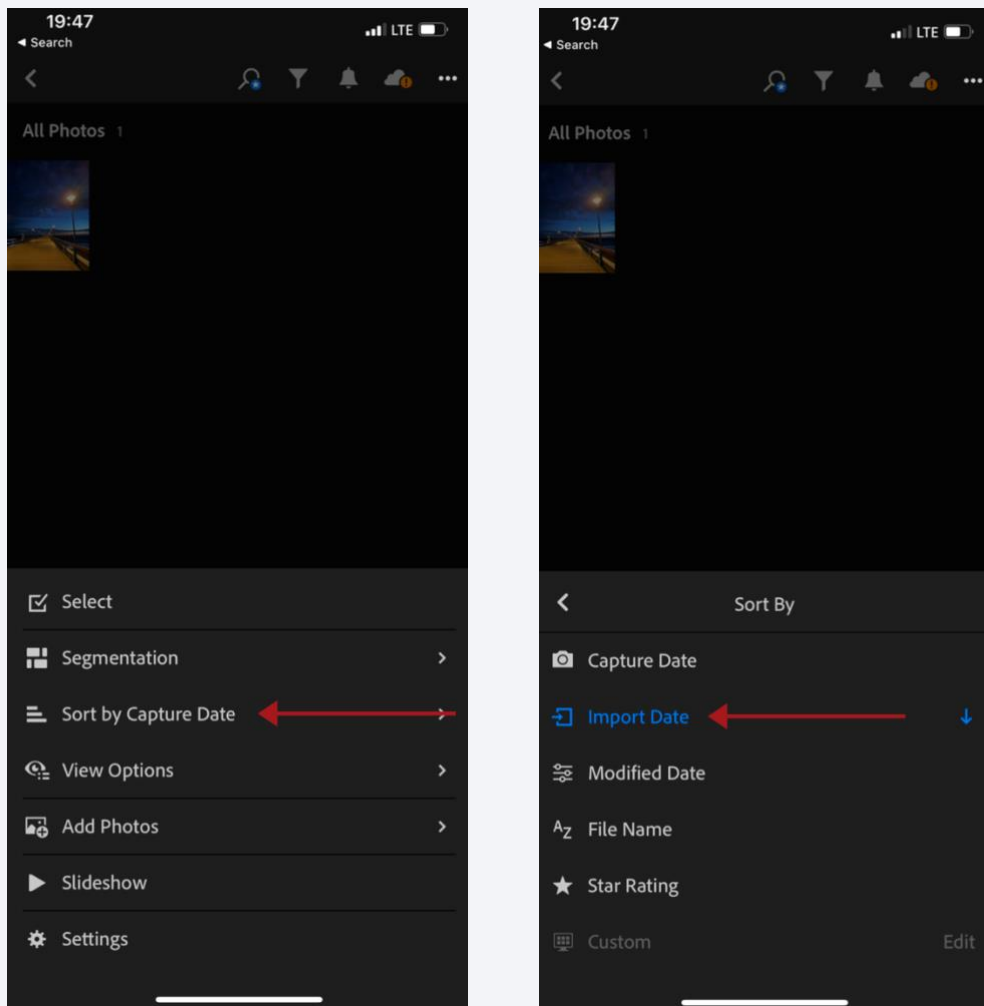 19:47
LTE
◄ Search
All Photos 1
Select
Segmentation
Sort by Capture Date
View Options
Add Photos
Slideshow
Settings
19:47
LTE
◄ Search
All Photos 1
Sort By
Capture Date
Import Date
Modified Date
AZ File Name
Star Rating
Custom Edit